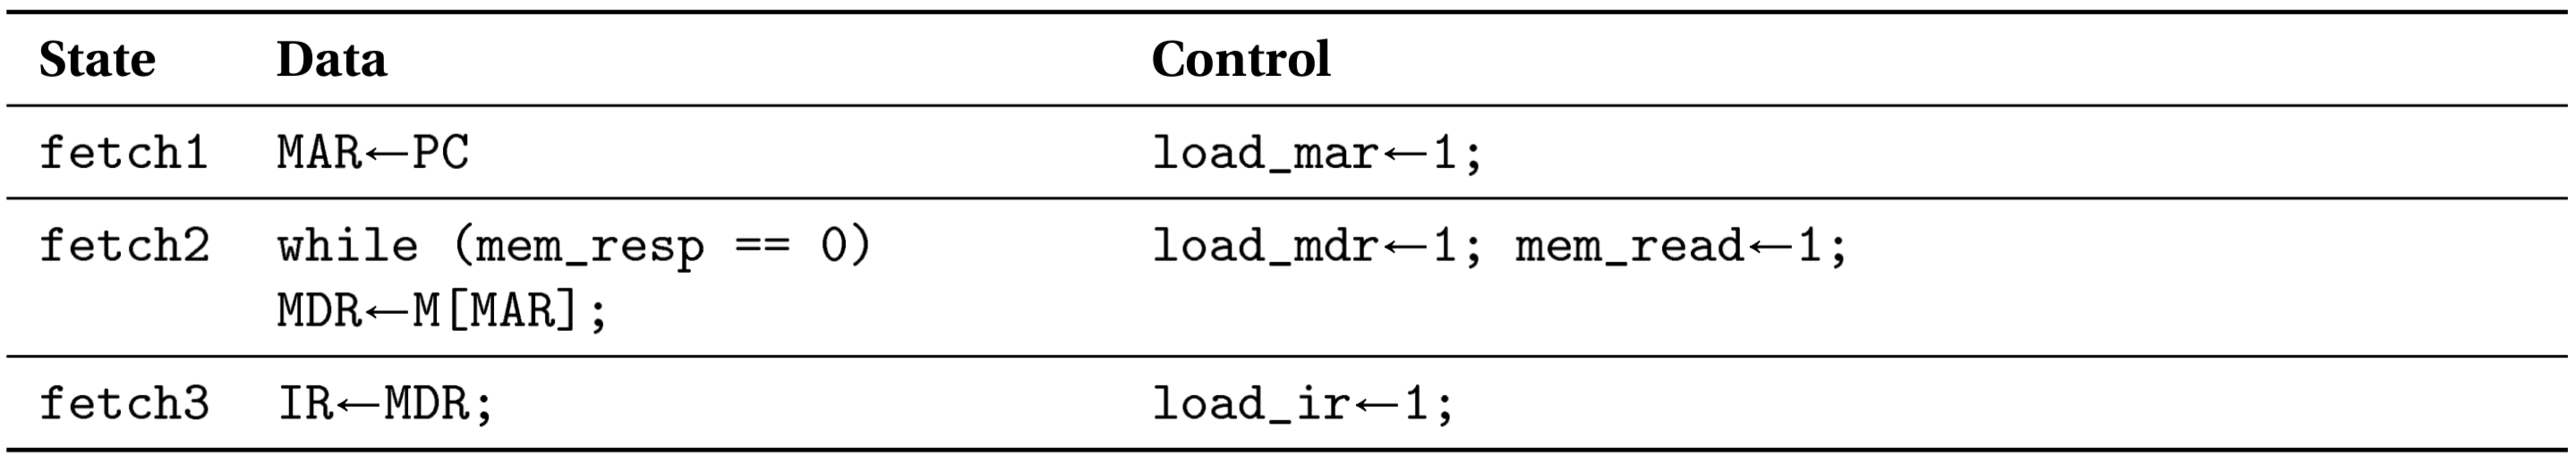 State Data Control
fetch1 MAR←PC load_mar←1;
fetch2 while (mem_resp == 0) load_mdr←1; mem_read←1;
MDR←M[MAR];
fetch3 IR←MDR; load_ir←1;